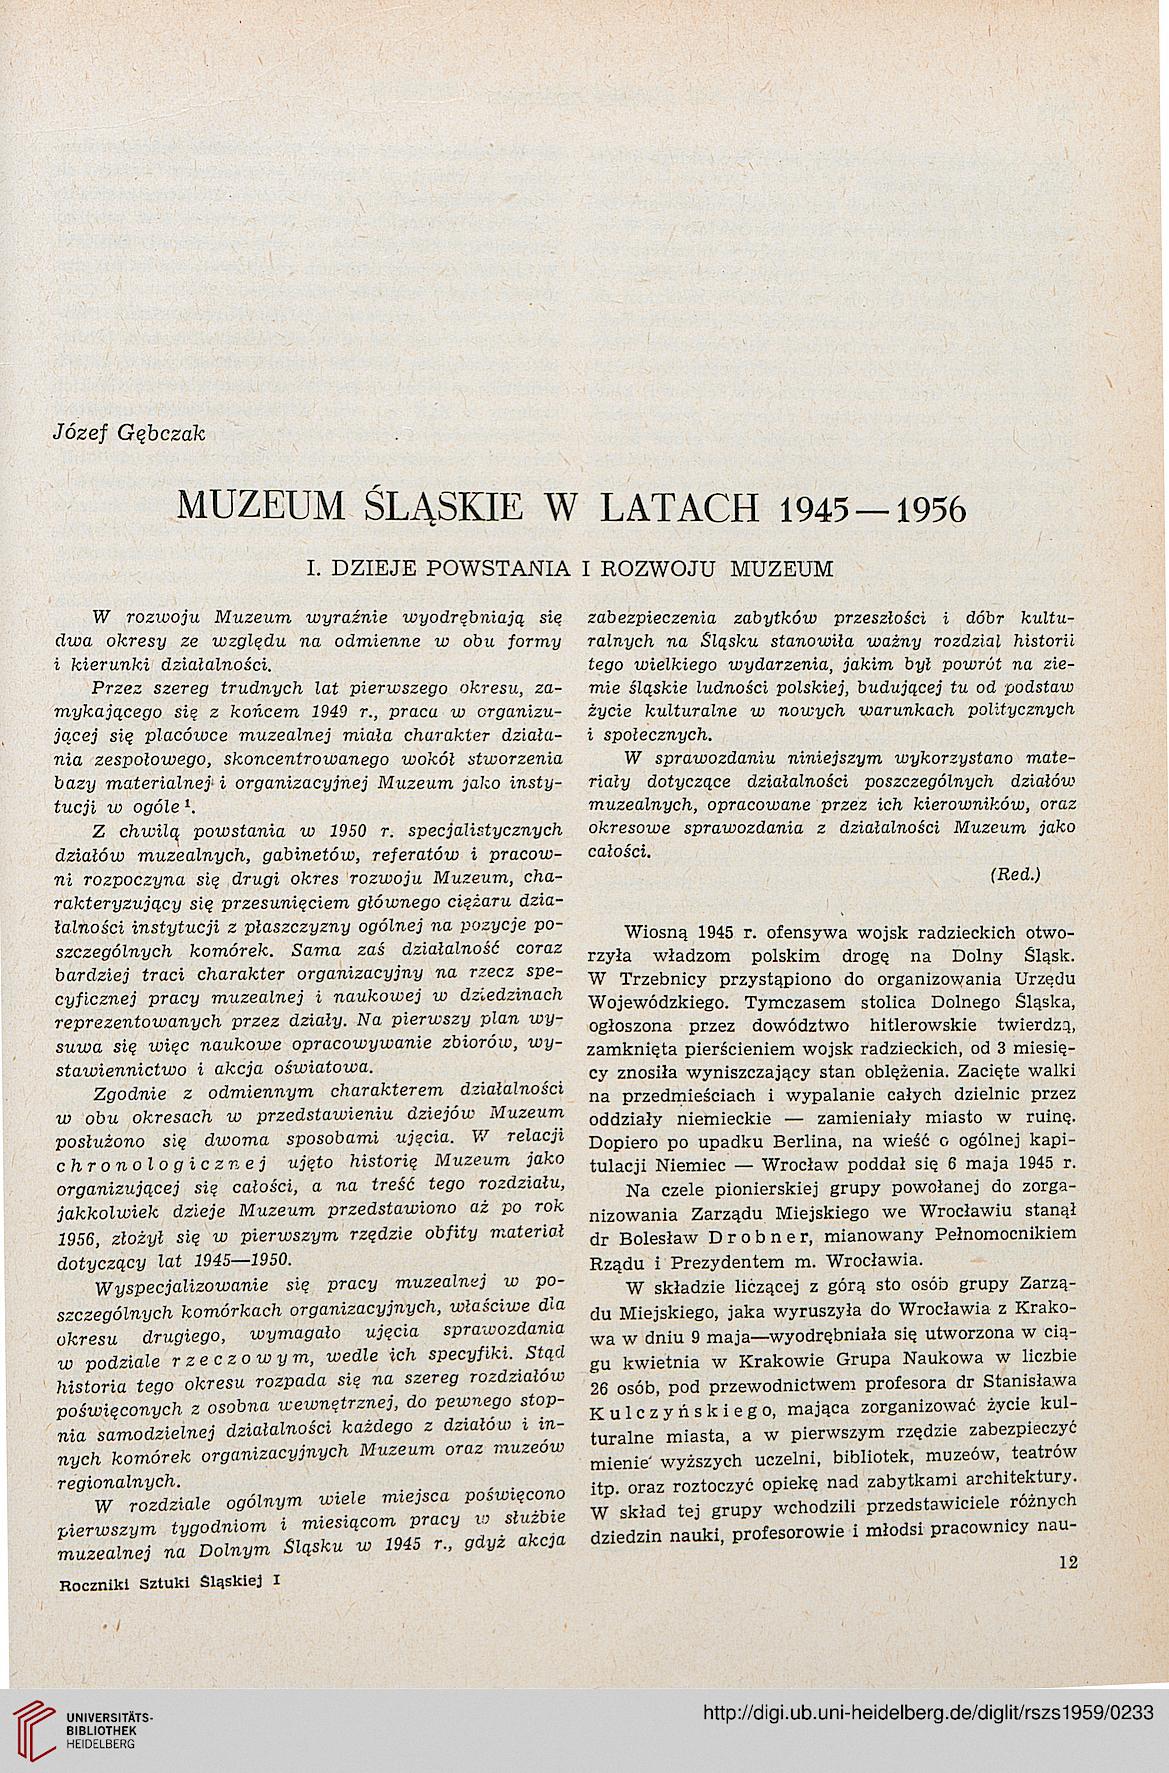 Józef Gębczak
MUZEUM ŚLĄSKIE W LATACH 1945 — 1956
I. DZIEJE POWSTANIA I ROZWOJU MUZEUM
W rozwoju Muzeum wyraźnie wyodrębniają się
dwa okresy ze względu na odmienne w obu formy
i kierunki działalności.
Przez szereg trudnych lat pierwszego okresu, za-
mykającego się z końcem 1949 r., praca w organizu-
jącej się placówce muzealnej miała charakter działa-
nia zespołowego, skoncentrowanego wokół stworzenia
bazy materialnej i organizacyjnej Muzeum jako insty-
tucji w ogóle ¹.
Z chwilą powstania w 1950 r. specjalistycznych
działów muzealnych, gabinetów, referatów i pracow-
ni rozpoczyna się drugi okres rozwoju Muzeum, cha-
rakteryzujący się przesunięciem głównego ciężaru dzia-
łalności instytucji z płaszczyzny ogólnej na pozycje po-
szczególnych komórek. Sama zaś działalność coraz
bardziej traci charakter organizacyjny na rzecz spe-
cyficznej pracy muzealnej i naukowej w dziedzinach
reprezentowanych przez działy. Na pierwszy plan wy-
suwa się więc naukowe opracowywanie zbiorów, wy-
stawiennictwo i akcja oświatowa.
Zgodnie z odmiennym charakterem działalności
w obu okresach w przedstawieniu dziejów Muzeum
posłużono się dwoma sposobami ujęcia. W relacji
chronologicznej ujęto historię Muzeum jako
organizującej się całości, a na treść tego rozdziału,
jakkolwiek dzieje Muzeum przedstawiono aż po rok
1956, złożył się w pierwszym rzędzie obfity materiał
dotyczący lat 1945—1950.
Wyspecjalizowanie się pracy muzealnej w po-
szczególnych komórkach organizacyjnych, właściwe dla
okresu drugiego, wymagało ujęcia sprawozdania
w podziale rzeczowym, wedle ich specyfiki. Stąd
historia tego okresu rozpada się na szereg rozdziałów
poświęconych z osobna wewnętrznej, do pewnego stop-
nia samodzielnej działalności każdego z działów i in-
nych komórek organizacyjnych Muzeum oraz muzeów
regionalnych.
W rozdziale ogólnym wiele miejsca poświęcono
pierwszym tygodniom i miesiącom pracy w służbie
muzealnej na Dolnym Śląsku w 1945 r., gdyż akcja
zabezpieczenia zabytków przeszłości i dóbr kultu-
ralnych na Śląsku stanowiła ważny rozdział historii
tego wielkiego wydarzenia, jakim był powrót na zie-
mie śląskie ludności polskiej, budującej tu od podstaw
życie kulturalne w nowych warunkach politycznych
i społecznych.
W sprawozdaniu niniejszym wykorzystano mate-
riały dotyczące działalności poszczególnych działów
muzealnych, opracowane przez ich kierowników, oraz
okresowe sprawozdania z działalności Muzeum jako
całości.
(Red.)
Wiosną 1945 r. ofensywa wojsk radzieckich otwo-
rzyła władzom polskim drogę na Dolny Śląsk.
W Trzebnicy przystąpiono do organizowania Urzędu
Wojewódzkiego. Tymczasem stolica Dolnego Śląska,
ogłoszona przez dowództwo hitlerowskie twierdzą,
zamknięta pierścieniem wojsk radzieckich, od 3 miesię-
cy znosiła wyniszczający stan oblężenia. Zacięte walki
na przedmieściach i wypalanie całych dzielnic przez
oddziały niemieckie — zamieniały miasto w ruinę.
Dopiero po upadku Berlina, na wieść o ogólnej kapi-
tulacji Niemiec — Wrocław poddał się 6 maja 1945 r.
Na czele pionierskiej grupy powołanej do zorga-
nizowania Zarządu Miejskiego we Wrocławiu stanął
dr Bolesław Drobner, mianowany Pełnomocnikiem
Rządu i Prezydentem m. Wrocławia.
W składzie liczącej z górą sto osób grupy Zarzą-
du Miejskiego, jaka wyruszyła do Wrocławia z Krako-
wa w dniu 9 maja—wyodrębniała się utworzona w cią-
gu kwietnia w Krakowie Grupa Naukowa w liczbie
26 osób, pod przewodnictwem profesora dr Stanisława
Kulczyńskiego, mająca zorganizować życie kul-
turalne miasta, a w pierwszym rzędzie zabezpieczyć
mienie wyższych uczelni, bibliotek, muzeów, teatrów
itp. oraz roztoczyć opiekę nad zabytkami architektury.
W skład tej grupy wchodzili przedstawiciele różnych
dziedzin nauki, profesorowie i młodsi pracownicy nau-
Roczniki Sztuki Śląskiej I
12
UNIVERSITÄTS-
BIBLIOTHEK
HEIDELBERG
http://digi.ub.uni-heidelberg.de/diglit/rszs1959/0233